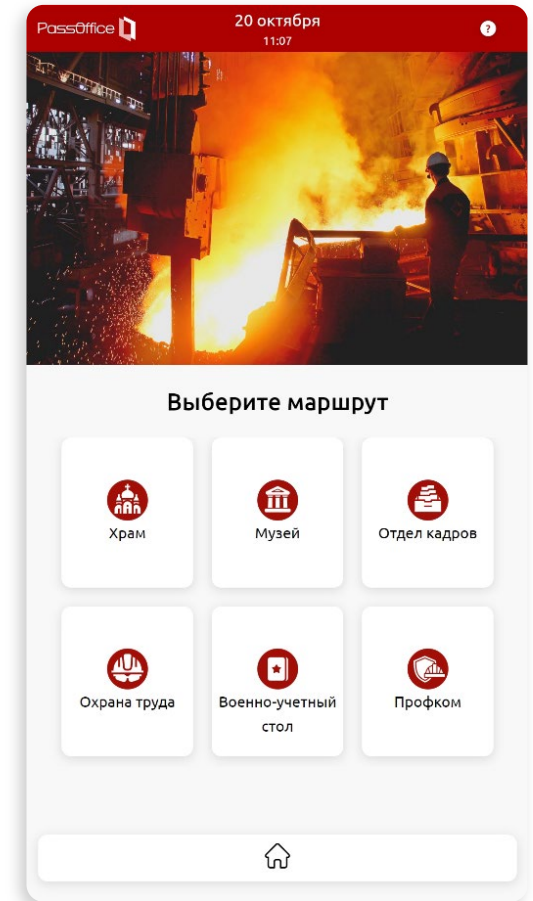 PassOffice
20 октября
11:07
?
Выберите маршрут
Храм
Музей
Отдел кадров
Охрана труда
Военно-учетный
стол
Профком